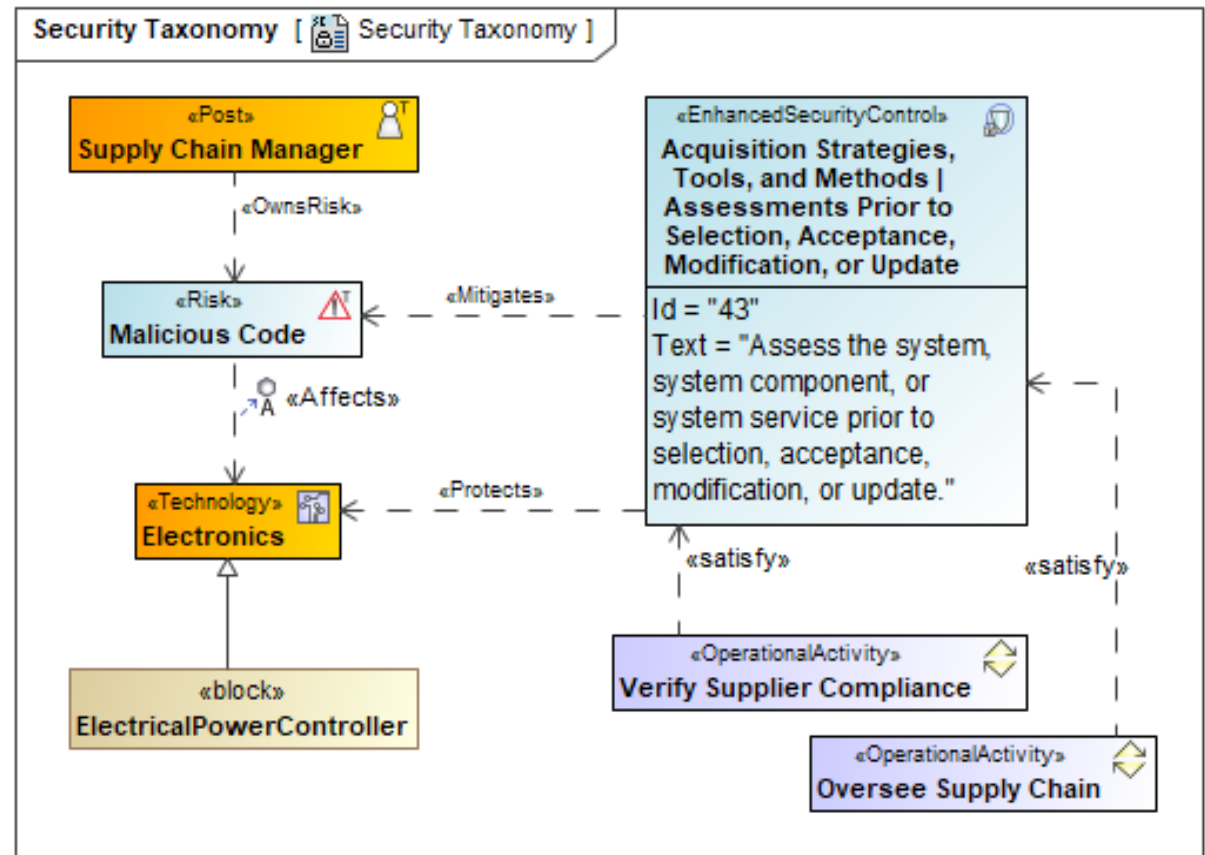 Security Taxonomy [ Security Taxonomy ]
«Post»
Supply Chain Manager
«OwnsRisk»
«Risk»
Malicious Code
«Mitigates»
«Affects»
«Technology»
Electronics
«Protects»
«block»
ElectricalPowerController
«EnhancedSecurityControl»
Acquisition Strategies,
Tools, and Methods |
Assessments Prior to
Selection, Acceptance,
Modification, or Update
Id = "43"
Text = "Assess the system,
system component, or
system service prior to
selection, acceptance,
modification, or update."
«satisfy»
«satisfy»
«OperationalActivity»
Verify Supplier Compliance
«OperationalActivity»
Oversee Supply Chain